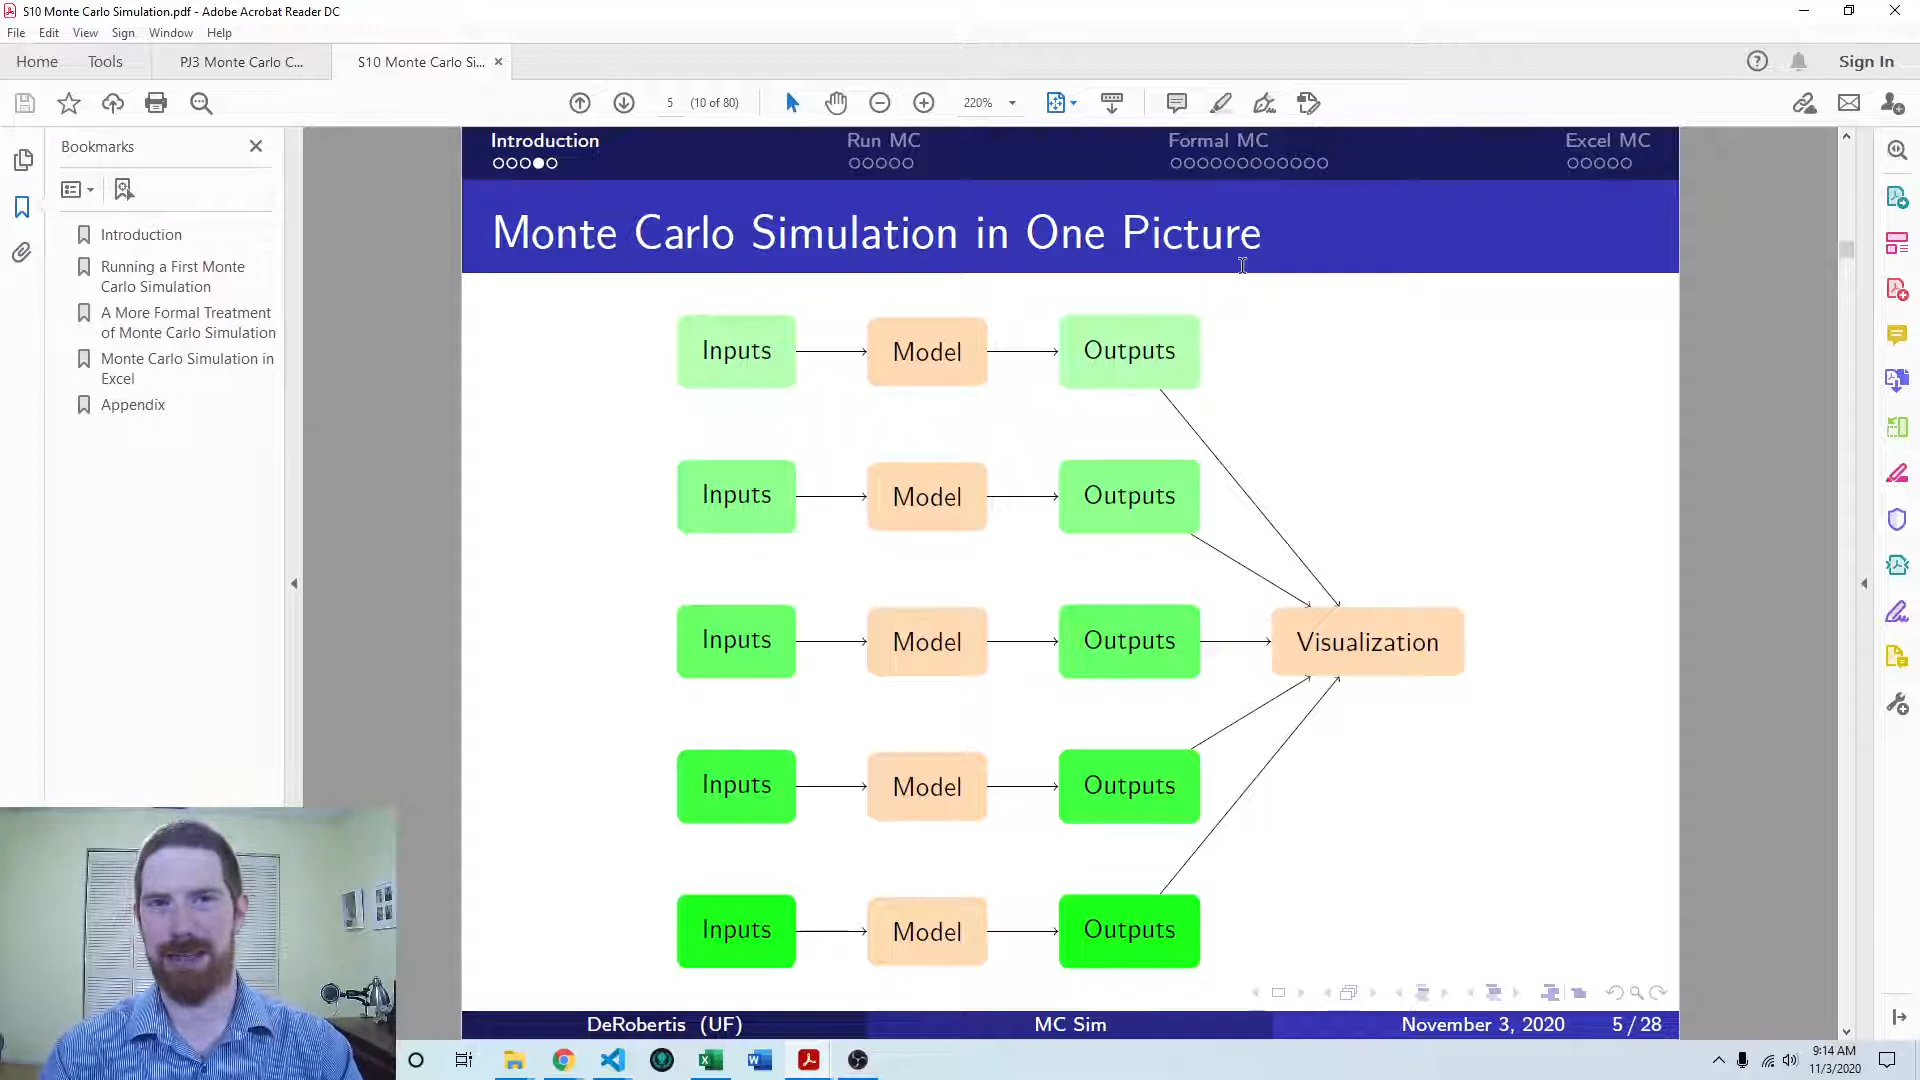 S10 Monte Carlo Simulation.pdf - Adobe Acrobat Reader DC
File Edit View Sign Window Help
Home Tools PJ3 Monte Carlo C... S10 Monte Carlo Si... Sign In
5 (10 of 80) 220%
Bookmarks
Introduction
Running a First Monte
Carlo Simulation
A More Formal Treatment
of Monte Carlo Simulation
Monte Carlo Simulation in
Excel
Appendix
Introduction Run MC Formal MC Excel MC
Monte Carlo Simulation in One Picture
Inputs Model Outputs
Inputs Model Outputs
Inputs Model Outputs Visualization
Inputs Model Outputs
Inputs Model Outputs
DeRobertis (UF) MC Sim November 3, 2020 5 / 28
9:14 AM
11/3/2020